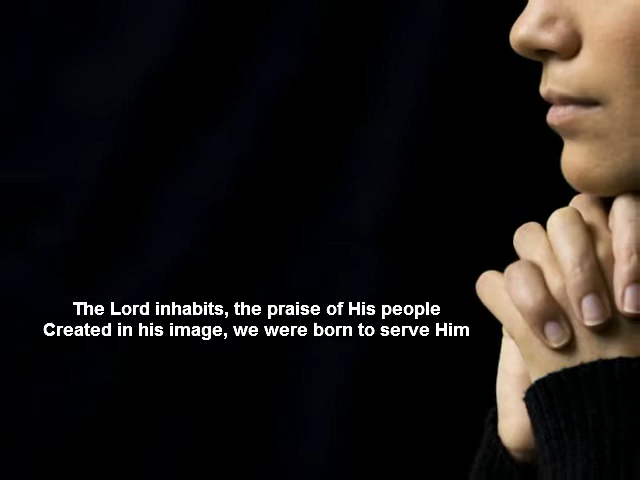 The Lord inhabits, the praise of His people
Created in his image, we were born to serve Him